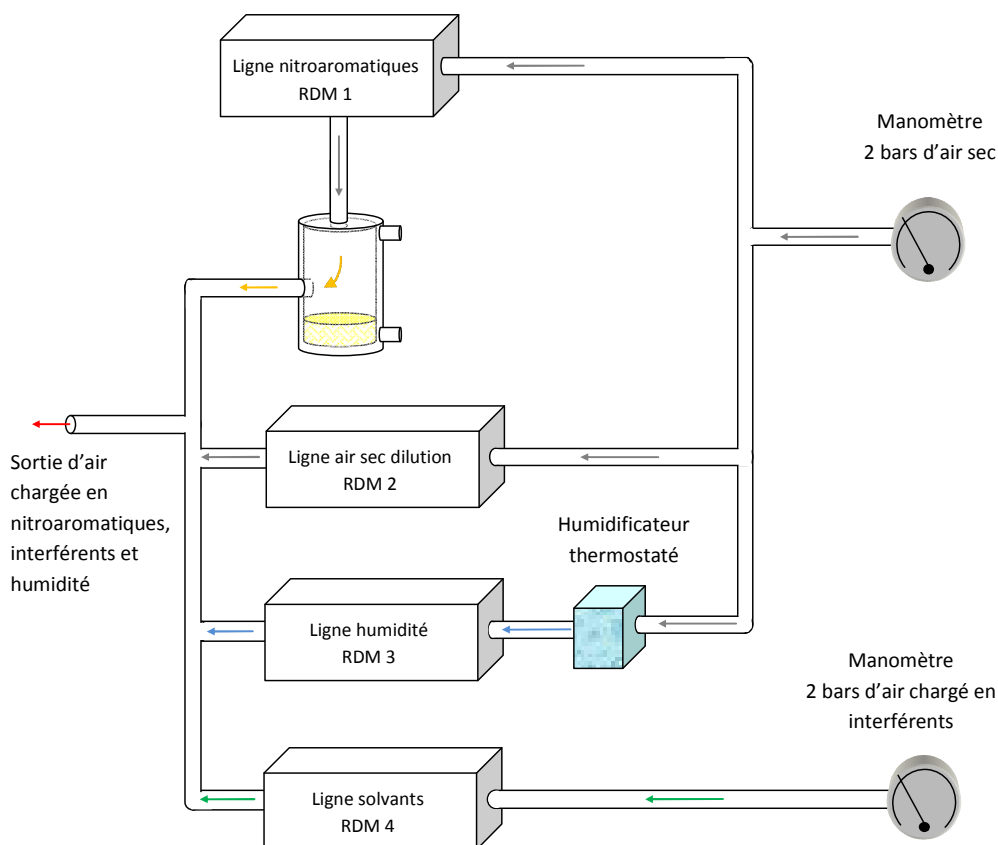 Ligne nitroaromatiques
RDM 1
Manomètre
2 bars d’air sec
Ligne air sec dilution
RDM 2
Sortie d’air
chargée en
nitroaromatiques,
interférents et
humidité
Humidificateur
thermostaté
Ligne humidité
RDM 3
Manomètre
2 bars d’air chargé en
interférents
Ligne solvants
RDM 4